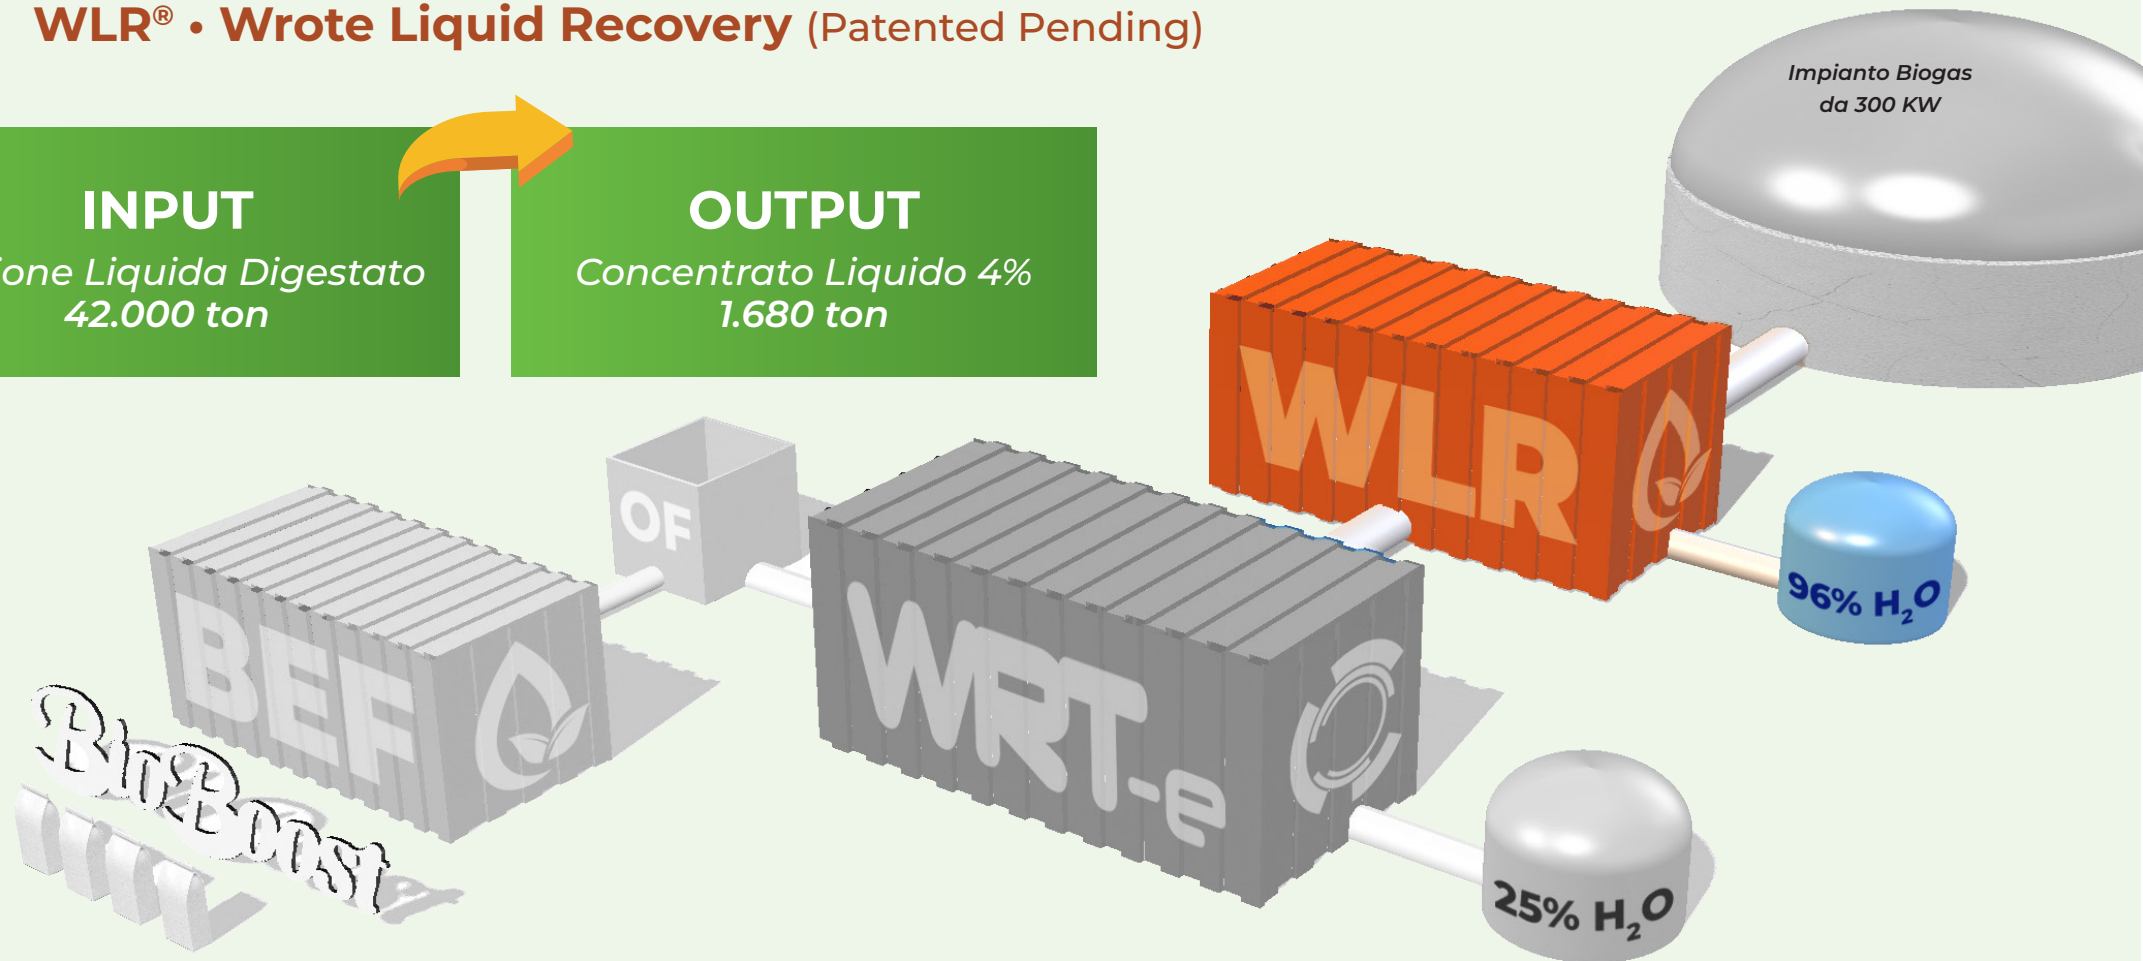 WLR® • Wrote Liquid Recovery (Patented Pending)
Impianto Biogas
da 300 KW
INPUT
ione Liquida Digestato
42.000 ton
OUTPUT
Concentrato Liquido 4%
1.680 ton
WLR
OF
96% H₂O
BEF
WRT-e
BioBoost
25% H₂O